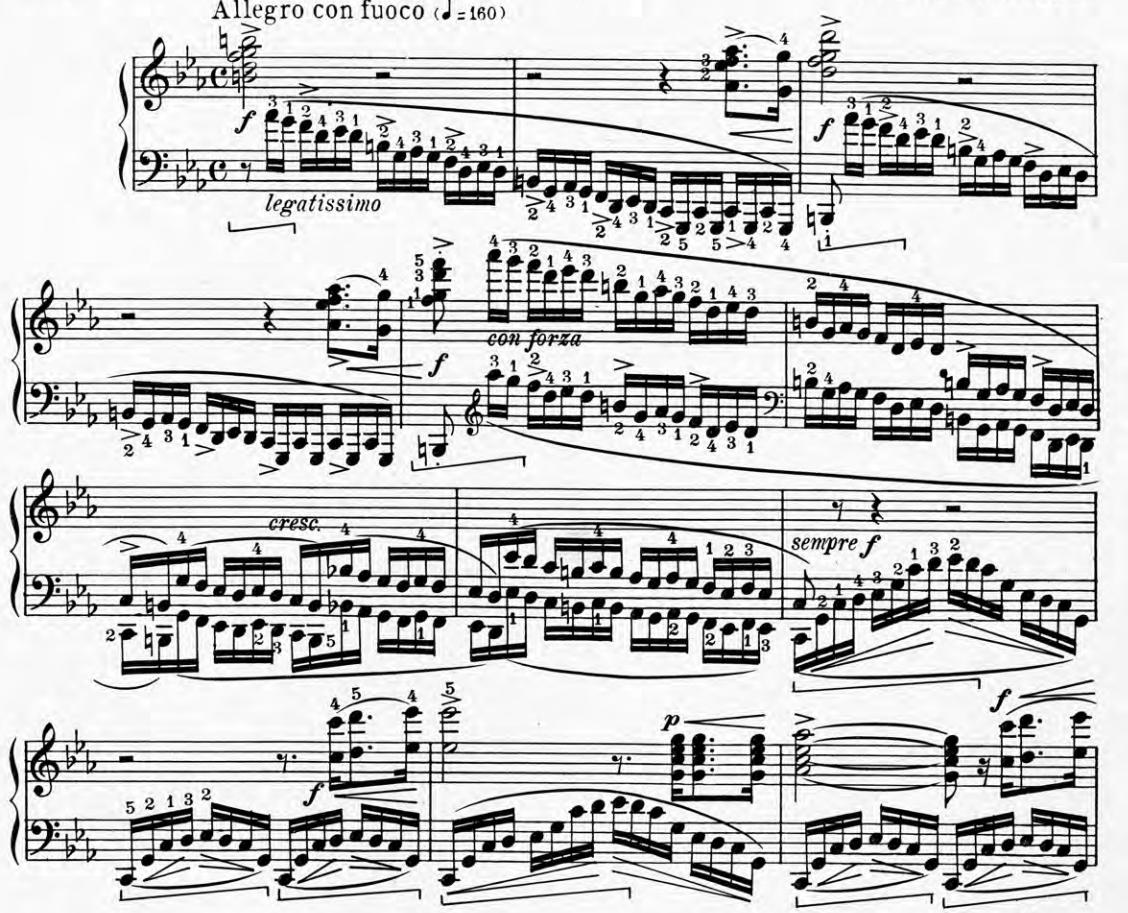 Allegro con fuoco (♩=160)
f
f
legatissimo
f
con forza
cresc.
sempre f
f
p
f